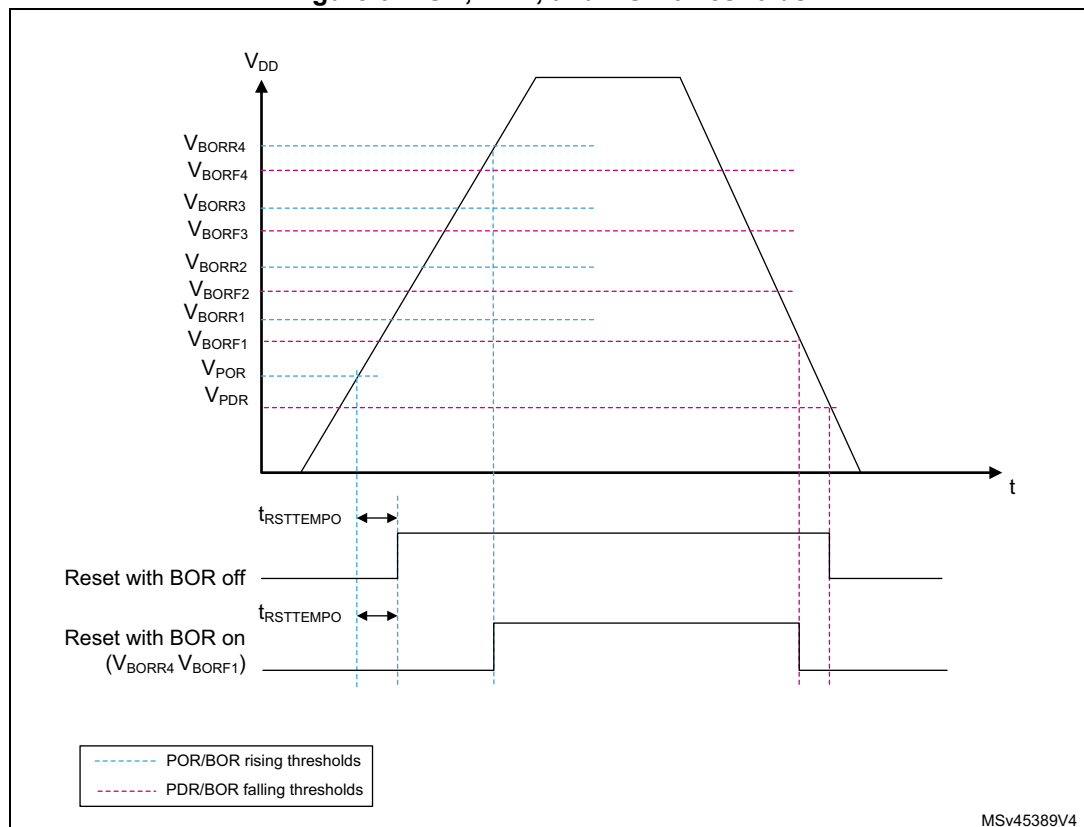 V_DD
V_BORR4
V_BORF4
V_BORR3
V_BORF3
V_BORR2
V_BORF2
V_BORR1
V_BORF1
V_POR
V_PDR
t
t_RSTTEMPO
Reset with BOR off
t_RSTTEMPO
Reset with BOR on
(V_BORR4 V_BORF1)
POR/BOR rising thresholds
PDR/BOR falling thresholds
MSv45389V4